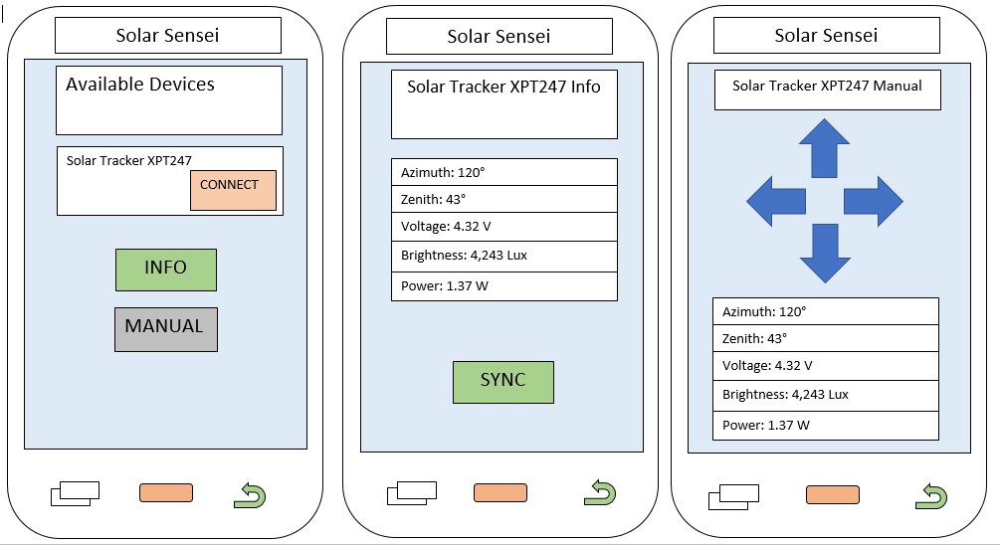 Solar Sensei
Available Devices
Solar Tracker XPT247
CONNECT
INFO
MANUAL
Solar Sensei
Solar Tracker XPT247 Info
Azimuth: 120°
Zenith: 43°
Voltage: 4.32 V
Brightness: 4,243 Lux
Power: 1.37 W
SYNC
Solar Sensei
Solar Tracker XPT247 Manual
Azimuth: 120°
Zenith: 43°
Voltage: 4.32 V
Brightness: 4,243 Lux
Power: 1.37 W